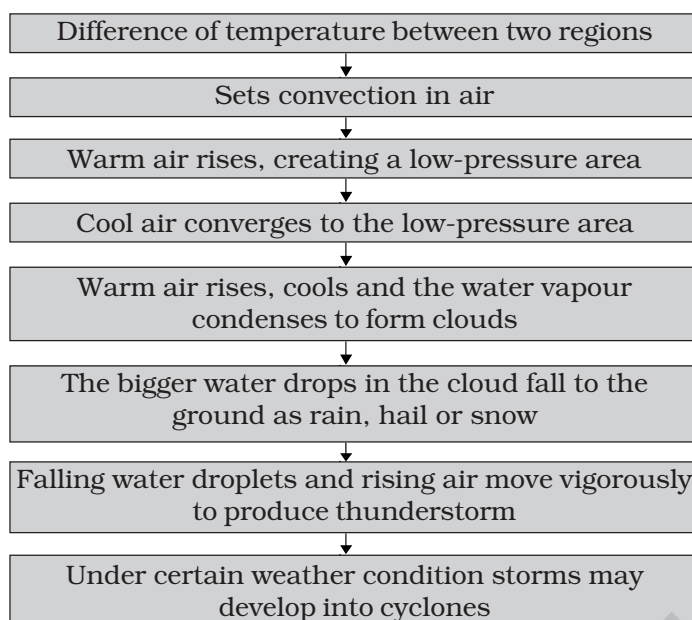 Difference of temperature between two regions
Sets convection in air
Warm air rises, creating a low-pressure area
Cool air converges to the low-pressure area
Warm air rises, cools and the water vapour
condenses to form clouds
The bigger water drops in the cloud fall to the
ground as rain, hail or snow
Falling water droplets and rising air move vigorously
to produce thunderstorm
Under certain weather condition storms may
develop into cyclones